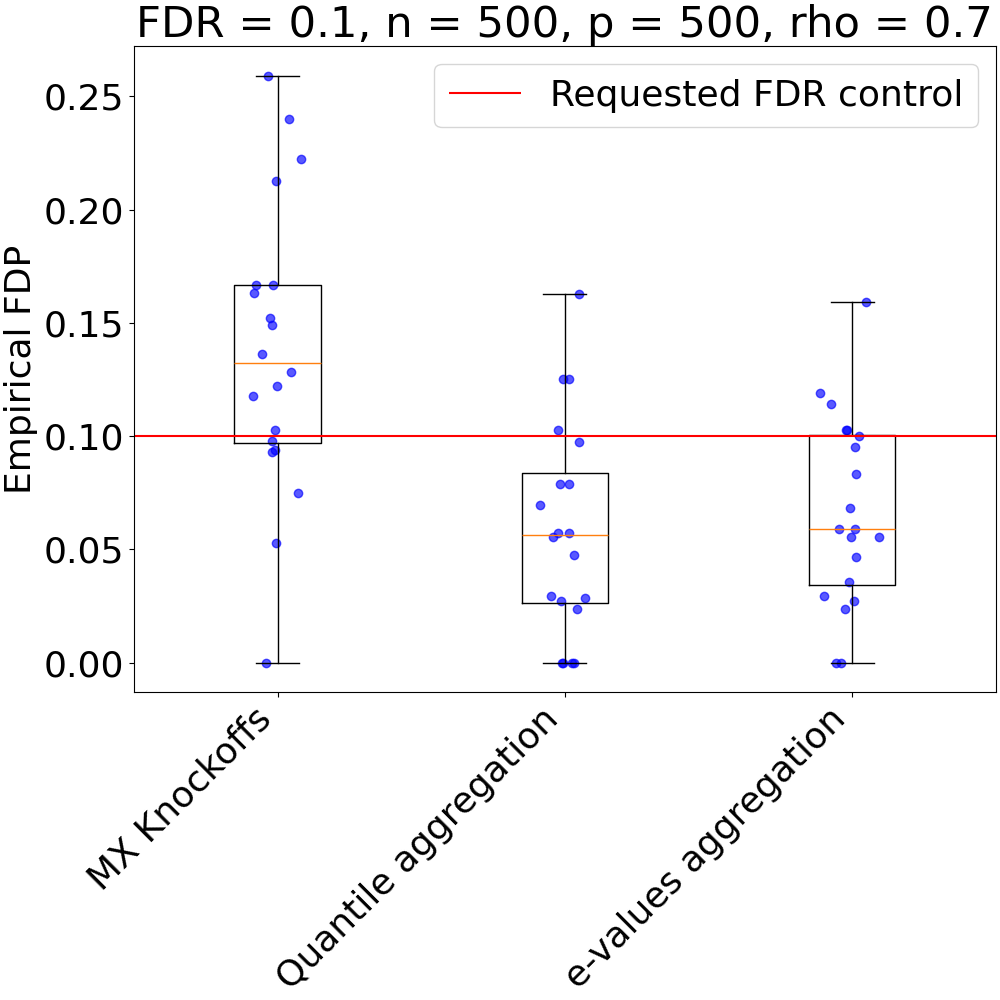 FDR = 0.1, n = 500, p = 500, rho = 0.7
Requested FDR control
Empirical FDP
0.25
0.20
0.15
0.10
0.05
0.00
MX Knockoffs
Quantile aggregation
e-values aggregation